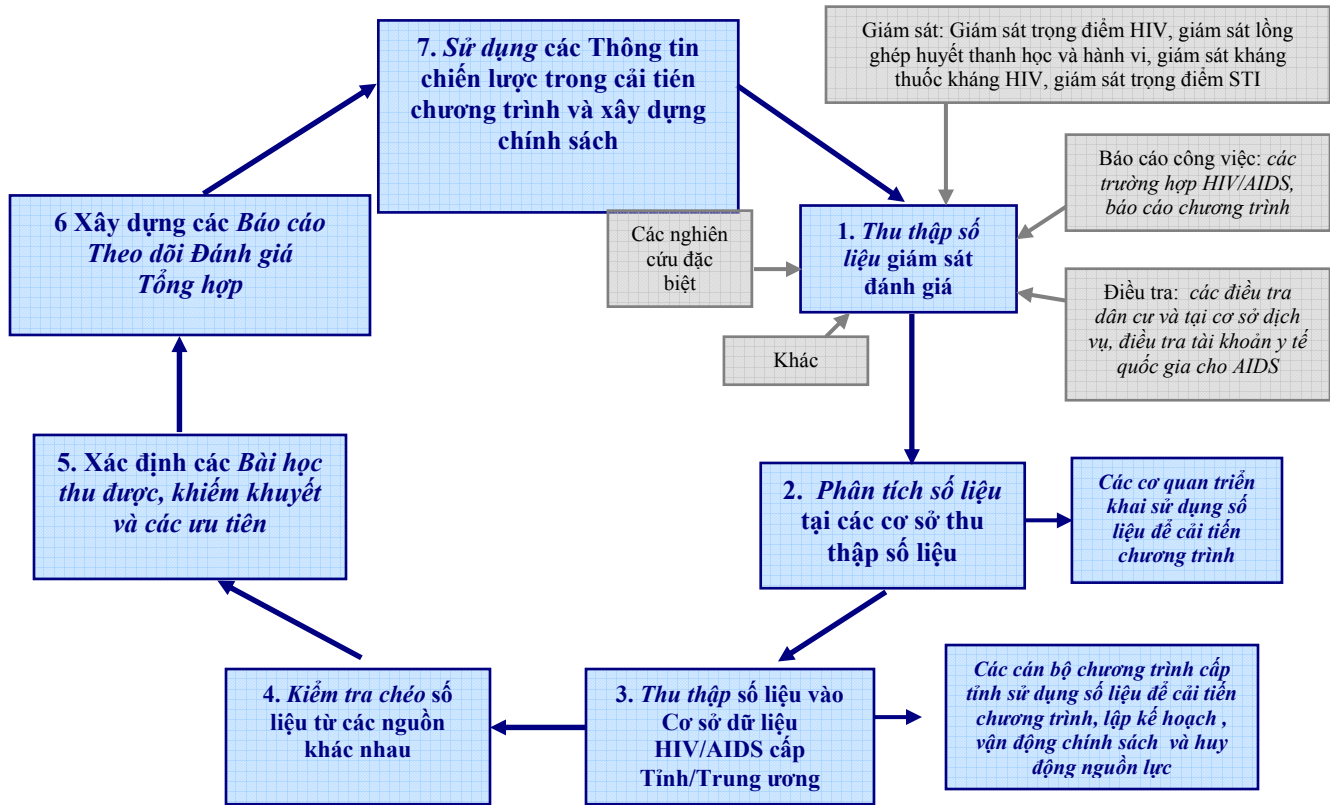 7. Sử dụng các Thông tin
chiến lược trong cải tién
chương trình và xây dựng
chính sách
Giám sát: Giám sát trọng điểm HIV, giám sát lồng
ghép huyết thanh học và hành vi, giám sát kháng
thuốc kháng HIV, giám sát trọng điểm STI
Báo cáo công việc: các
trường hợp HIV/AIDS,
báo cáo chương trình
6 Xây dựng các Báo cáo
Theo dõi Đánh giá
Tổng hợp
Các nghiên
cứu đặc
biệt
1. Thu thập số
liệu giám sát
đánh giá
Điều tra: các điều tra
dân cư và tại cơ sở dịch
vụ, điều tra tài khoản y tế
quốc gia cho AIDS
Khác
5. Xác định các Bài học
thu được, khiếm khuyết
và các ưu tiên
2. Phân tích số liệu
tại các cơ sở thu
thập số liệu
Các cơ quan triển
khai sử dụng số
liệu để cải tiến
chương trình
4. Kiểm tra chéo số
liệu từ các nguồn
khác nhau
3. Thu thập số liệu vào
Cơ sở dữ liệu
HIV/AIDS cấp
Tỉnh/Trung ương
Các cán bộ chương trình cấp
tỉnh sử dụng số liệu để cải tiến
chương trình, lập kế hoạch ,
vận động chính sách và huy
động nguồn lực